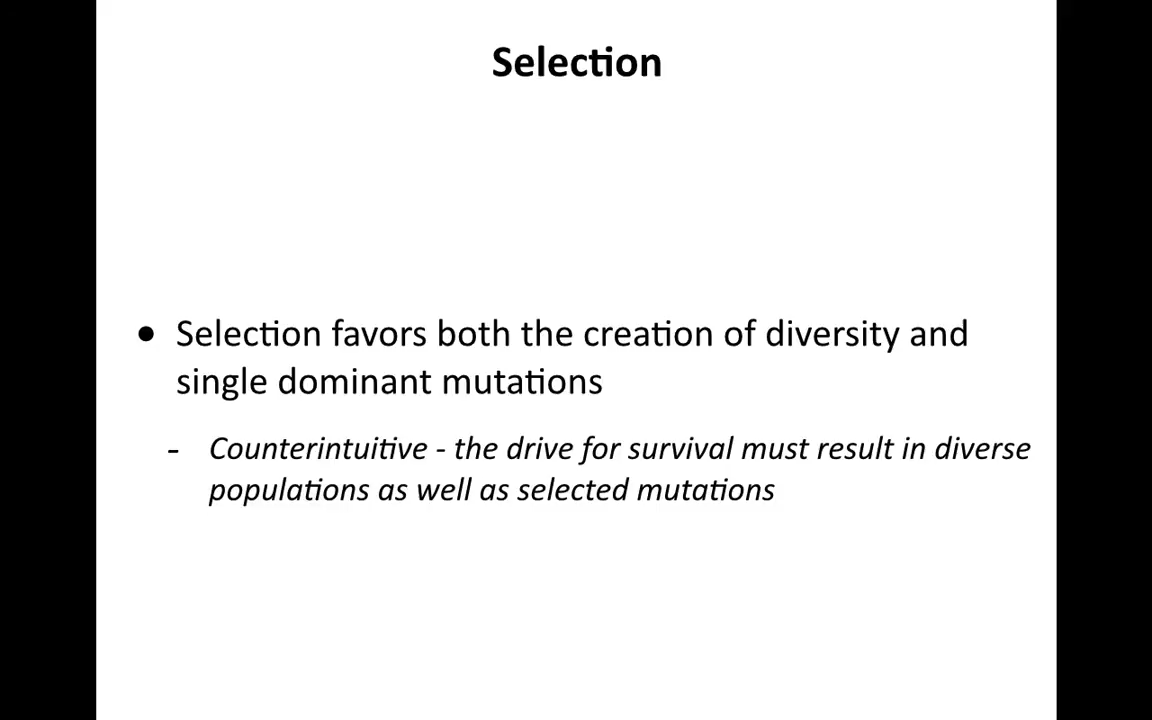 Selection
• Selection favors both the creation of diversity and
single dominant mutations
- Counterintuitive - the drive for survival must result in diverse
populations as well as selected mutations